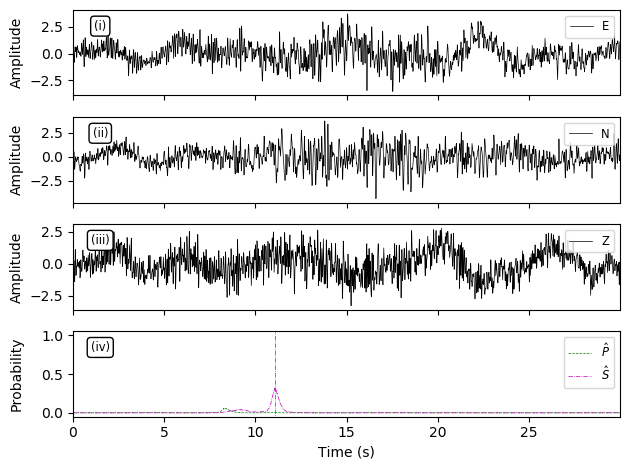 (i)
E
Amplitude
2.5
0.0
−2.5
(ii)
N
Amplitude
2.5
0.0
−2.5
(iii)
Z
Amplitude
2.5
0.0
−2.5
(iv)
P̂
Ŝ
Probability
1.0
0.5
0.0
0 5 10 15 20 25
Time (s)